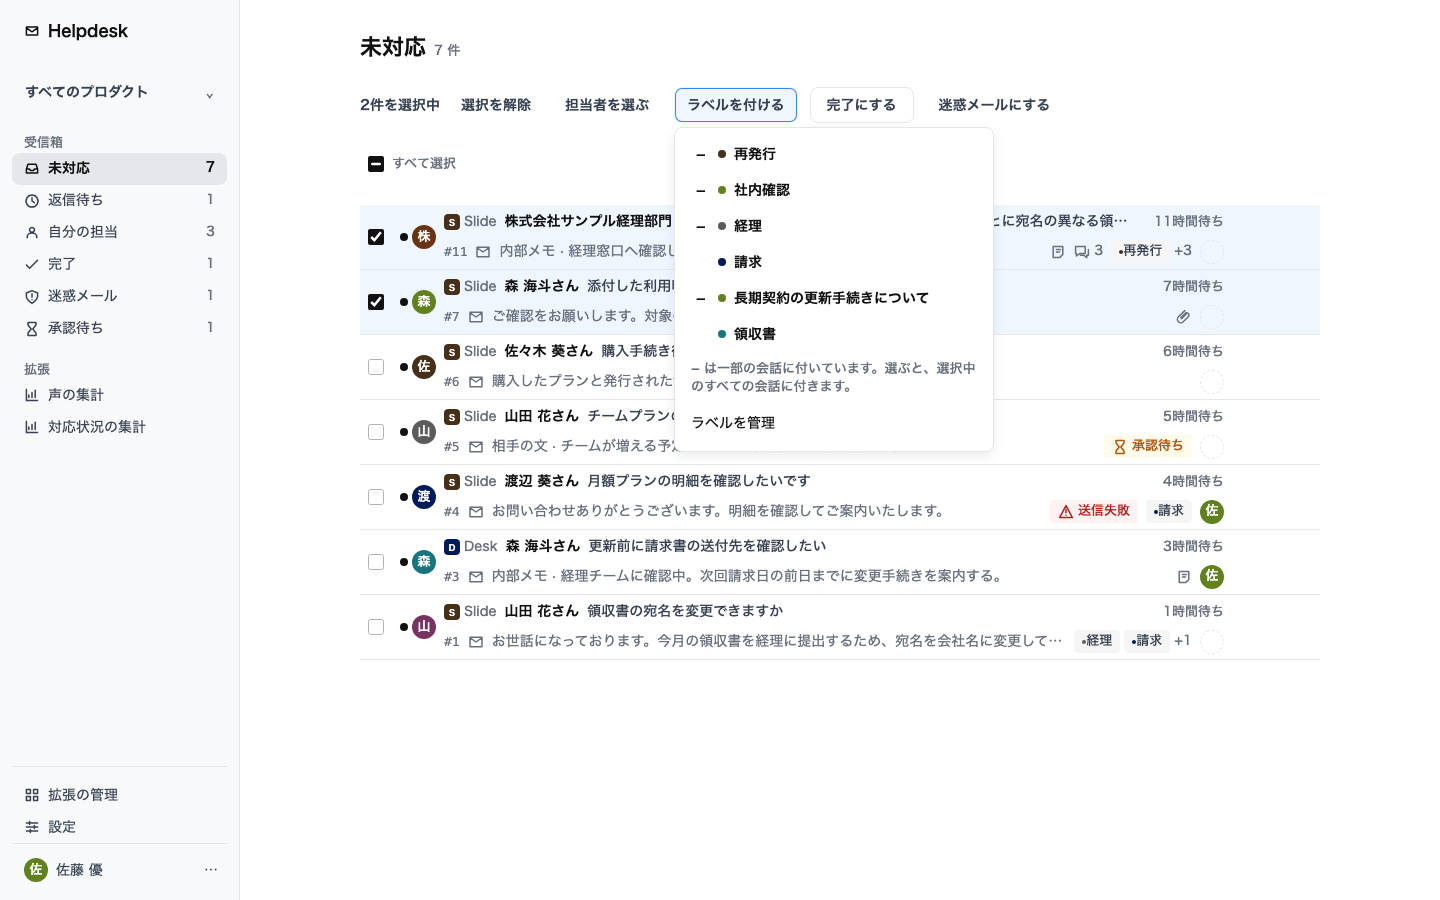 Helpdesk
すべてのプロダクト
受信箱
未対応 7
返信待ち 1
自分の担当 3
完了 1
迷惑メール 1
承認待ち 1
拡張
声の集計
対応状況の集計
拡張の管理
設定
佐 佐藤 優 …
未対応 7 件
2件を選択中 選択を解除 担当者を選ぶ ラベルを付ける 完了にする 迷惑メールにする
すべて選択
– 再発行
– 社内確認
– 経理
請求
– 長期契約の更新手続きについて
領収書
– は一部の会話に付いています。選ぶと、選択中
のすべての会話に付きます。
ラベルを管理
株 S Slide 株式会社サンプル経理部門 とに宛名の異なる領… 11時間待ち
#11 内部メモ · 経理窓口へ確認し 3 •再発行 +3
森 S Slide 森 海斗さん 添付した利用 7時間待ち
#7 ご確認をお願いします。対象
佐 S Slide 佐々木 葵さん 購入手続き 6時間待ち
#6 購入したプランと発行された
山 S Slide 山田 花さん チームプラン 5時間待ち
#5 相手の文 · チームが増える予定 承認待ち
渡 S Slide 渡辺 葵さん 月額プランの明細を確認したいです 4時間待ち
#4 お問い合わせありがとうございます。明細を確認してご案内いたします。 送信失敗 •請求 佐
森 D Desk 森 海斗さん 更新前に請求書の送付先を確認したい 3時間待ち
#3 内部メモ · 経理チームに確認中。次回請求日の前日までに変更手続きを案内する。 佐
山 S Slide 山田 花さん 領収書の宛名を変更できますか 1時間待ち
#1 お世話になっております。今月の領収書を経理に提出するため、宛名を会社名に変更して… •経理 •請求 +1